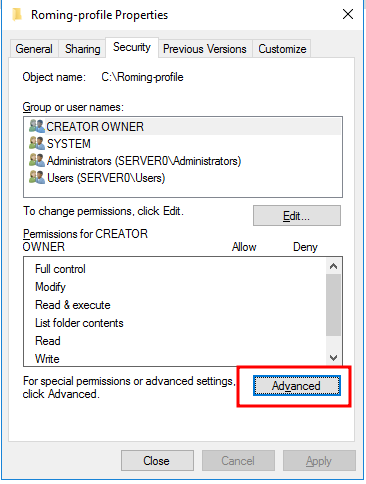 Roming-profile Properties
General Sharing Security Previous Versions Customize
Object name: C:\Roming-profile
Group or user names:
CREATOR OWNER
SYSTEM
Administrators (SERVER0\Administrators)
Users (SERVER0\Users)
To change permissions, click Edit.
Edit...
Permissions for CREATOR
OWNER Allow Deny
Full control
Modify
Read & execute
List folder contents
Read
Write
For special permissions or advanced settings,
click Advanced.
Advanced
Close Cancel Apply